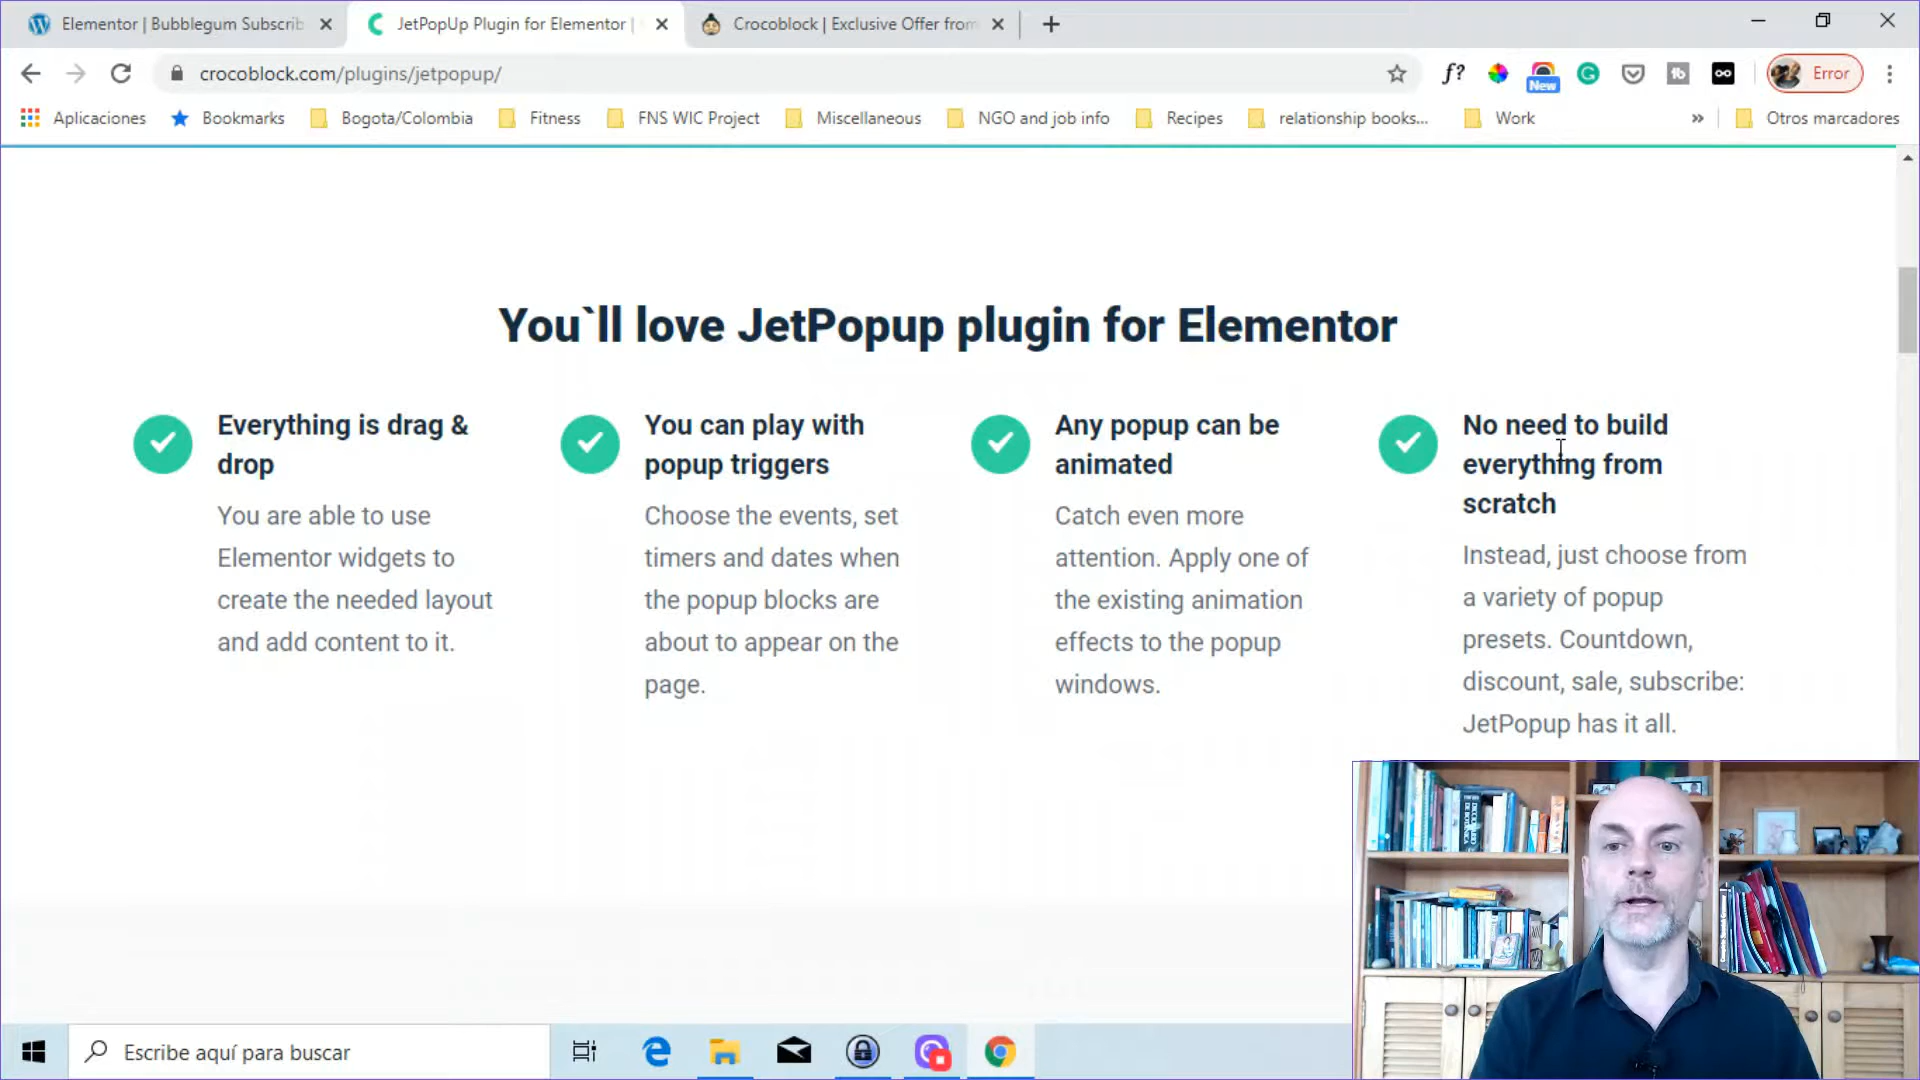 Elementor | Bubblegum Subscrib
JetPopUp Plugin for Elementor |
Crocoblock | Exclusive Offer from
crocoblock.com/plugins/jetpopup/
f?
New
Error
Aplicaciones
Bookmarks
Bogota/Colombia
Fitness
FNS WIC Project
Miscellaneous
NGO and job info
Recipes
relationship books...
Work
Otros marcadores
You`ll love JetPopup plugin for Elementor
Everything is drag &
drop
You are able to use
Elementor widgets to
create the needed layout
and add content to it.
You can play with
popup triggers
Choose the events, set
timers and dates when
the popup blocks are
about to appear on the
page.
Any popup can be
animated
Catch even more
attention. Apply one of
the existing animation
effects to the popup
windows.
No need to build
everything from
scratch
Instead, just choose from
a variety of popup
presets. Countdown,
discount, sale, subscribe:
JetPopup has it all.
Escribe aquí para buscar